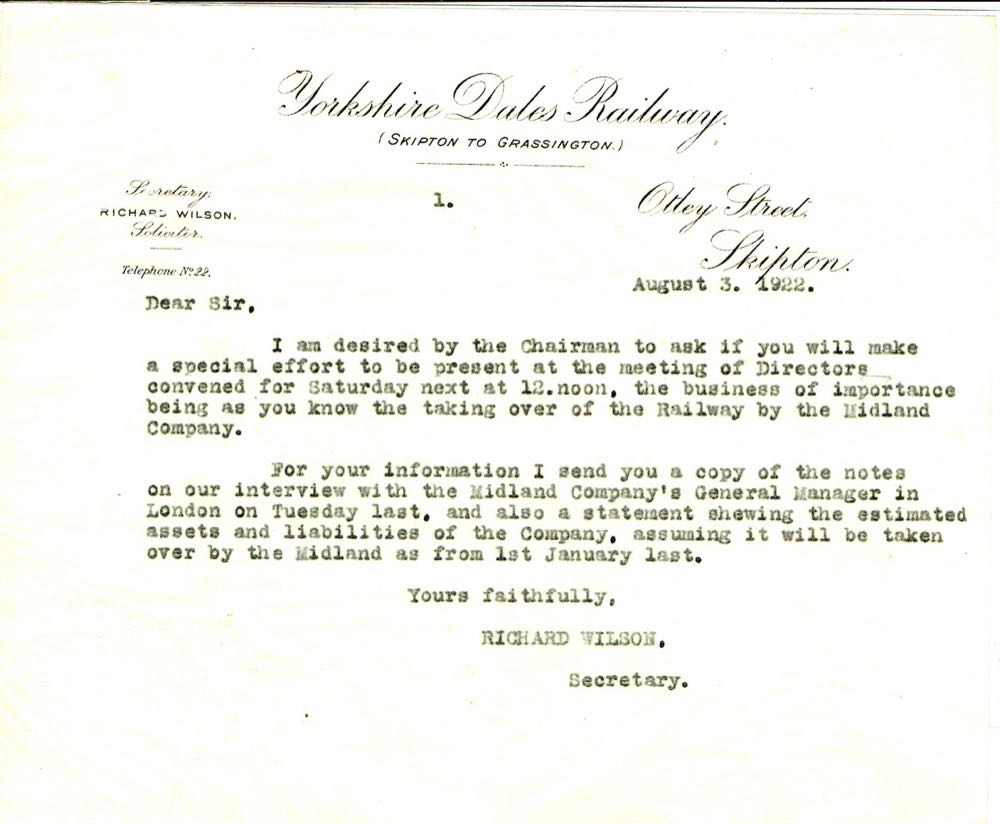 Yorkshire Dales Railway.
(SKIPTON TO GRASSINGTON.)
Secretary.
RICHARD WILSON.
Solicitor.
Telephone No. 22.
1.
Otley Street.
Skipton.
August 3. 1922.
Dear Sir,
I am desired by the Chairman to ask if you will make
a special effort to be present at the meeting of Directors
convened for Saturday next at 12.noon, the business of importance
being as you know the taking over of the Railway by the Midland
Company.
For your information I send you a copy of the notes
on our interview with the Midland Company's General Manager in
London on Tuesday last, and also a statement shewing the estimated
assets and liabilities of the Company, assuming it will be taken
over by the Midland as from 1st January last.
Yours faithfully,
RICHARD WILSON,
Secretary.